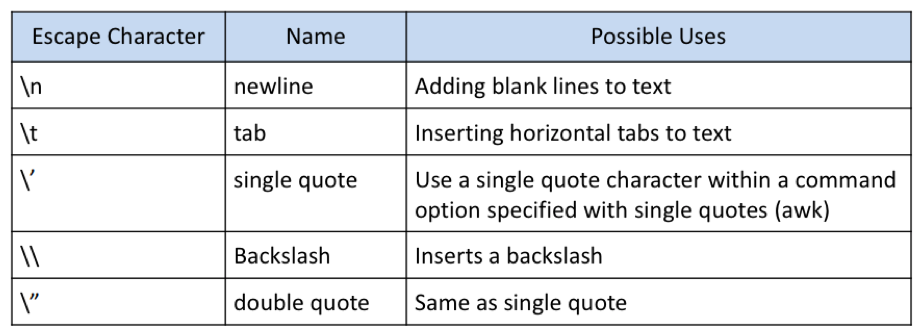 Escape Character Name Possible Uses
\n newline Adding blank lines to text
\t tab Inserting horizontal tabs to text
\’ single quote Use a single quote character within a command
option specified with single quotes (awk)
\\ Backslash Inserts a backslash
\” double quote Same as single quote